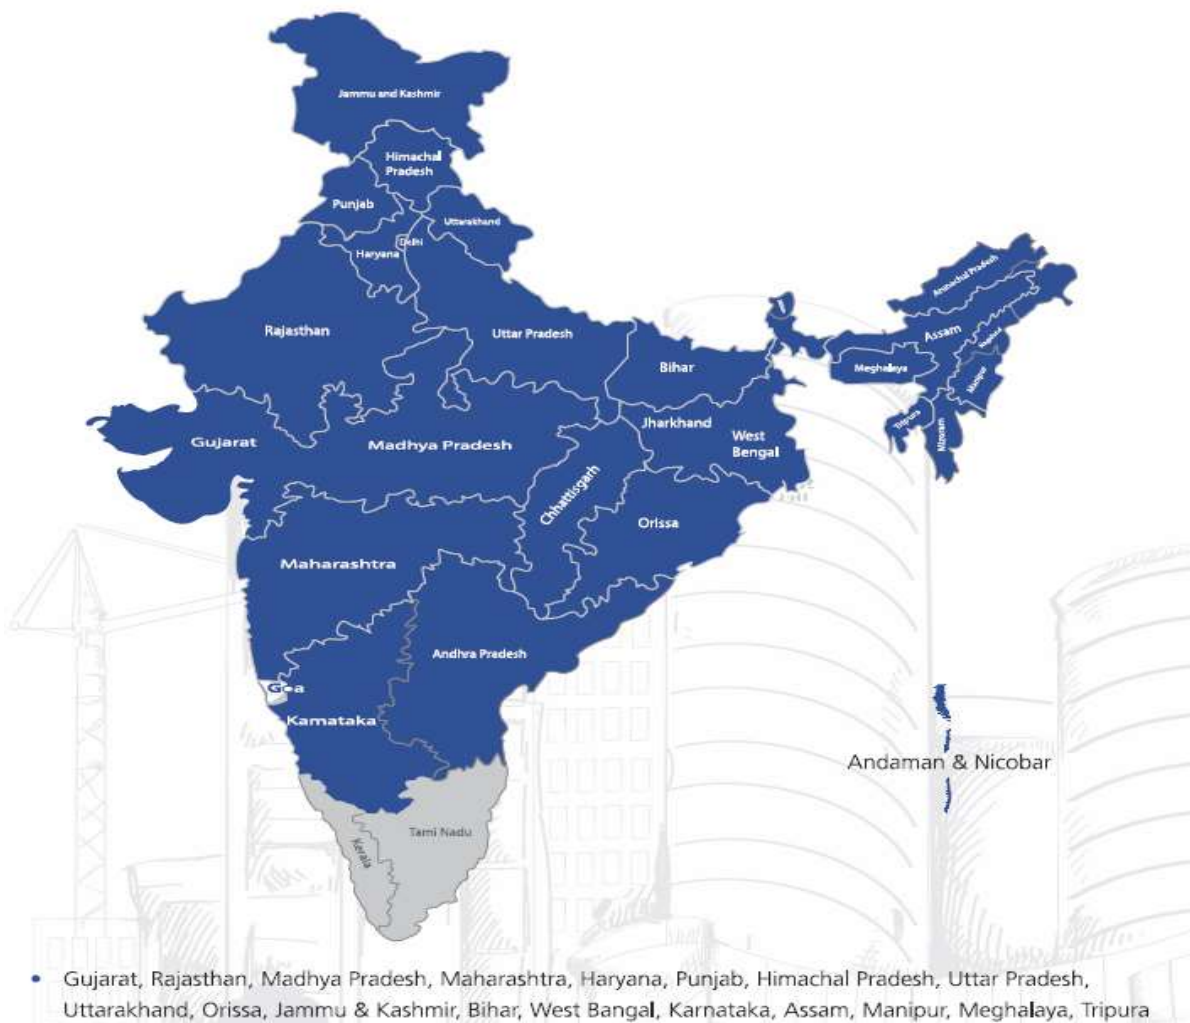 Jammu and Kashmir
Himachal
Pradesh
Punjab
Uttarakhand
Delhi
Haryana
Arunachal Pradesh
Rajasthan
Uttar Pradesh
Assam
Nagaland
Bihar
Meghalaya
Manipur
Gujarat
Madhya Pradesh
Jharkhand
West
Bengal
Tripura
Mizoram
Chhattisgarh
Orissa
Maharashtra
Andhra Pradesh
Goa
Karnataka
Andaman & Nicobar
Tami Nadu
Kerala
• Gujarat, Rajasthan, Madhya Pradesh, Maharashtra, Haryana, Punjab, Himachal Pradesh, Uttar Pradesh,
Uttarakhand, Orissa, Jammu & Kashmir, Bihar, West Bangal, Karnataka, Assam, Manipur, Meghalaya, Tripura